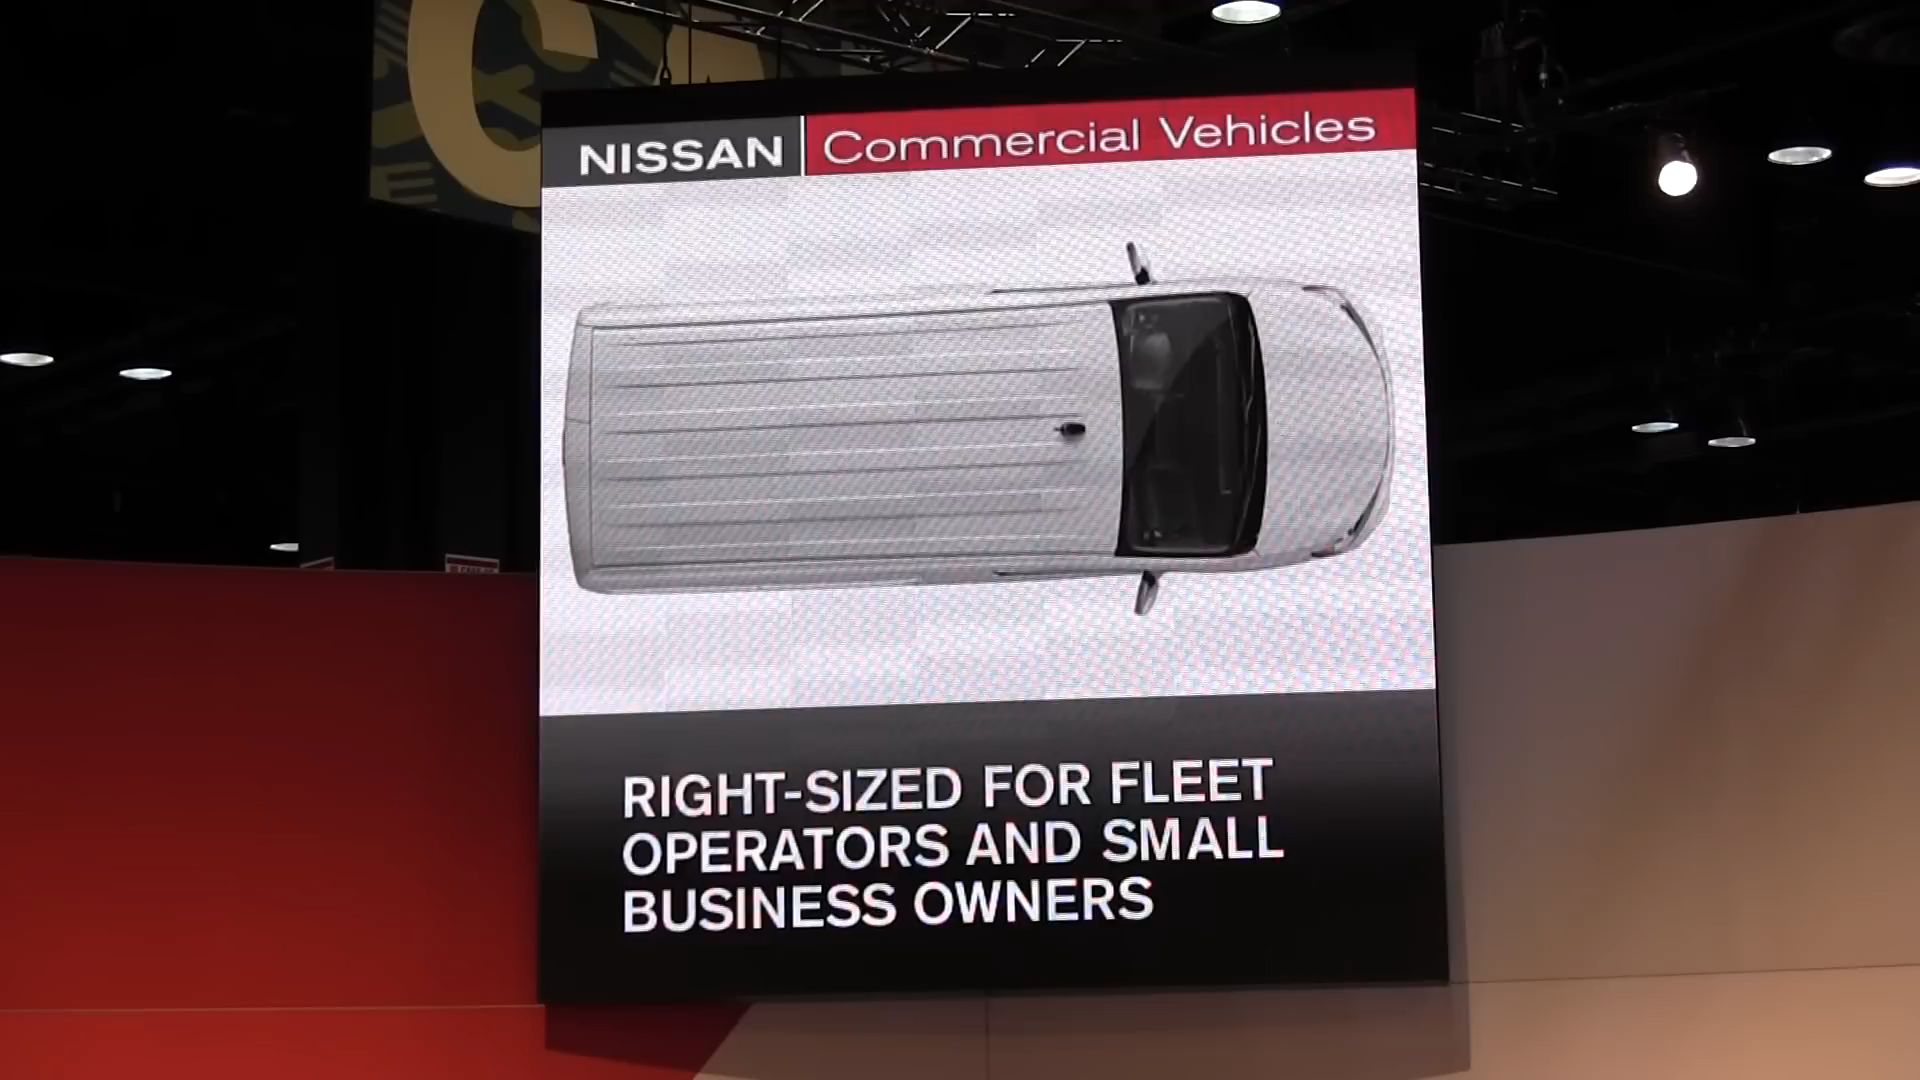 NISSAN Commercial Vehicles
RIGHT-SIZED FOR FLEET
OPERATORS AND SMALL
BUSINESS OWNERS